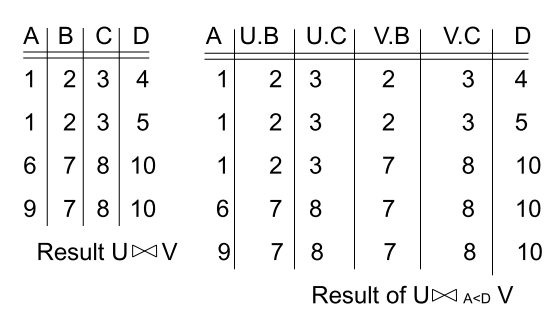 A B C D
1 2 3 4
1 2 3 5
6 7 8 10
9 7 8 10
Result U⋈V
A U.B U.C V.B V.C D
1 2 3 2 3 4
1 2 3 2 3 5
1 2 3 7 8 10
6 7 8 7 8 10
9 7 8 7 8 10
Result of U⋈ A<D V